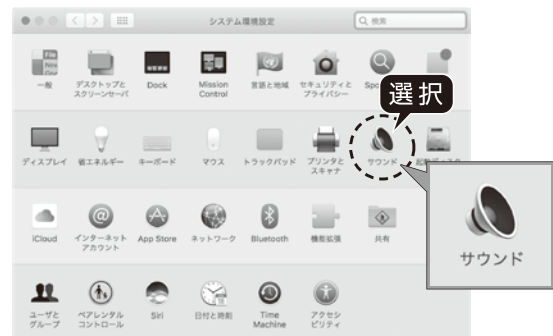 システム環境設定
検索
一般
デスクトップと
スクリーンセーバ
Dock
Mission
Control
言語と地域
セキュリティと
プライバシー
選択
ディスプレイ
省エネルギー
キーボード
マウス
トラックパッド
プリンタと
スキャナ
サウンド
iCloud
インターネット
アカウント
App Store
ネットワーク
Bluetooth
機能拡張
共有
サウンド
ユーザと
グループ
ペアレンタル
コントロール
Siri
日付と時刻
Time
Machine
アクセシ
ビリティ